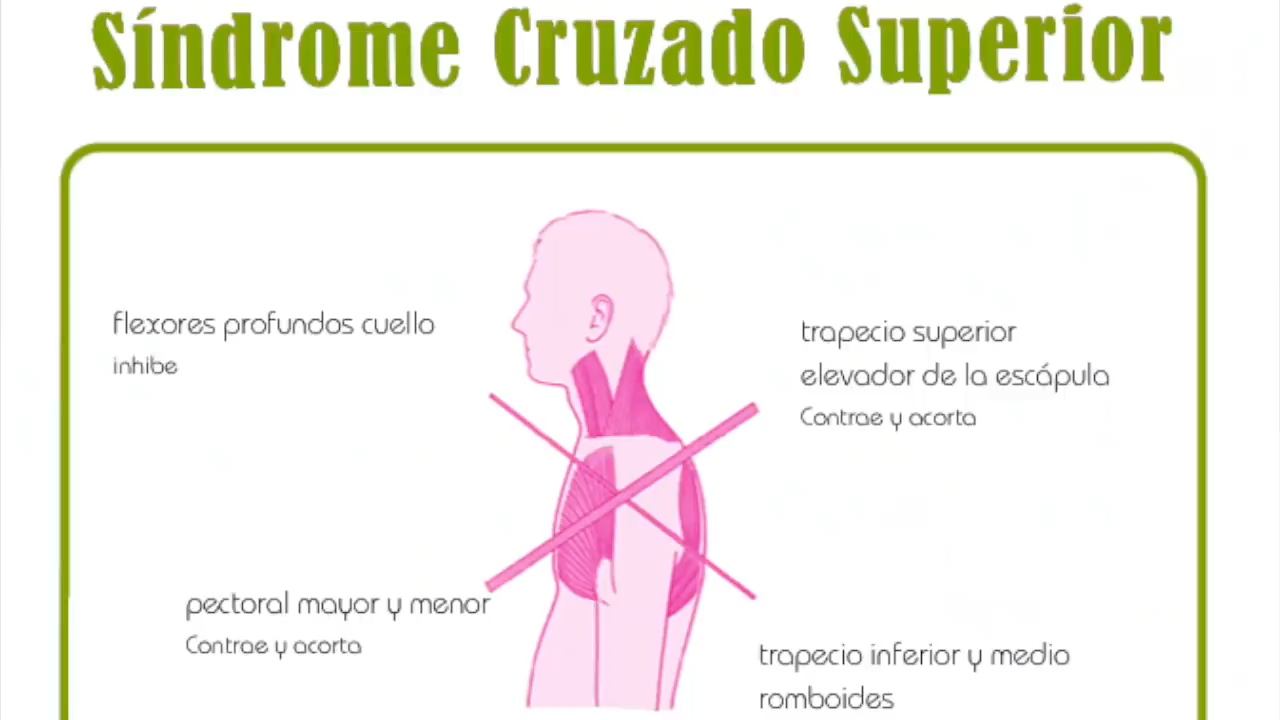 Síndrome Cruzado Superior
flexores profundos cuello
inhibe
trapecio superior
elevador de la escápula
Contrae y acorta
pectoral mayor y menor
Contrae y acorta
trapecio inferior y medio
romboides